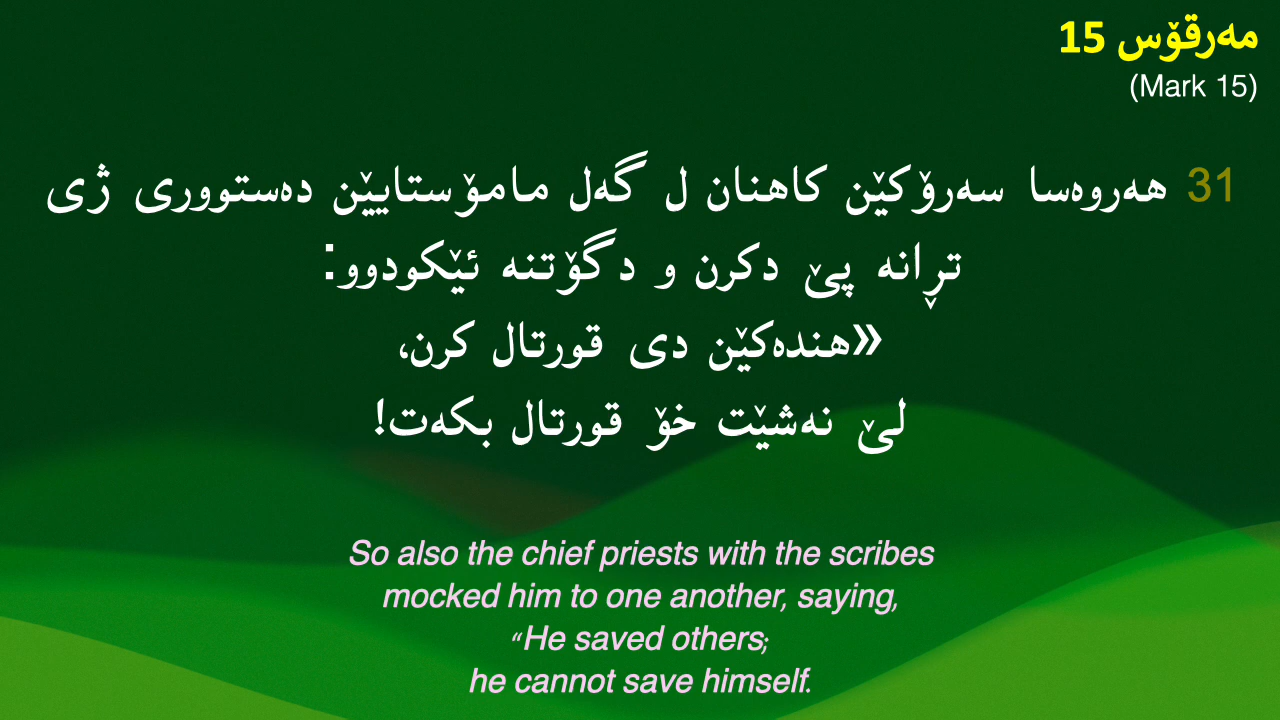 مەرقۆس 15
(Mark 15)
31 هەروەسا سەرۆکێن کاهنان ل گەل مامۆستایێن دەستووری ژی
تڕانە پێ دکرن و دگۆتنە ئێکودوو:
«هندەکێن دی قورتال کرن،
لێ نەشێت خۆ قورتال بکەت!
So also the chief priests with the scribes
mocked him to one another, saying,
“He saved others;
he cannot save himself.